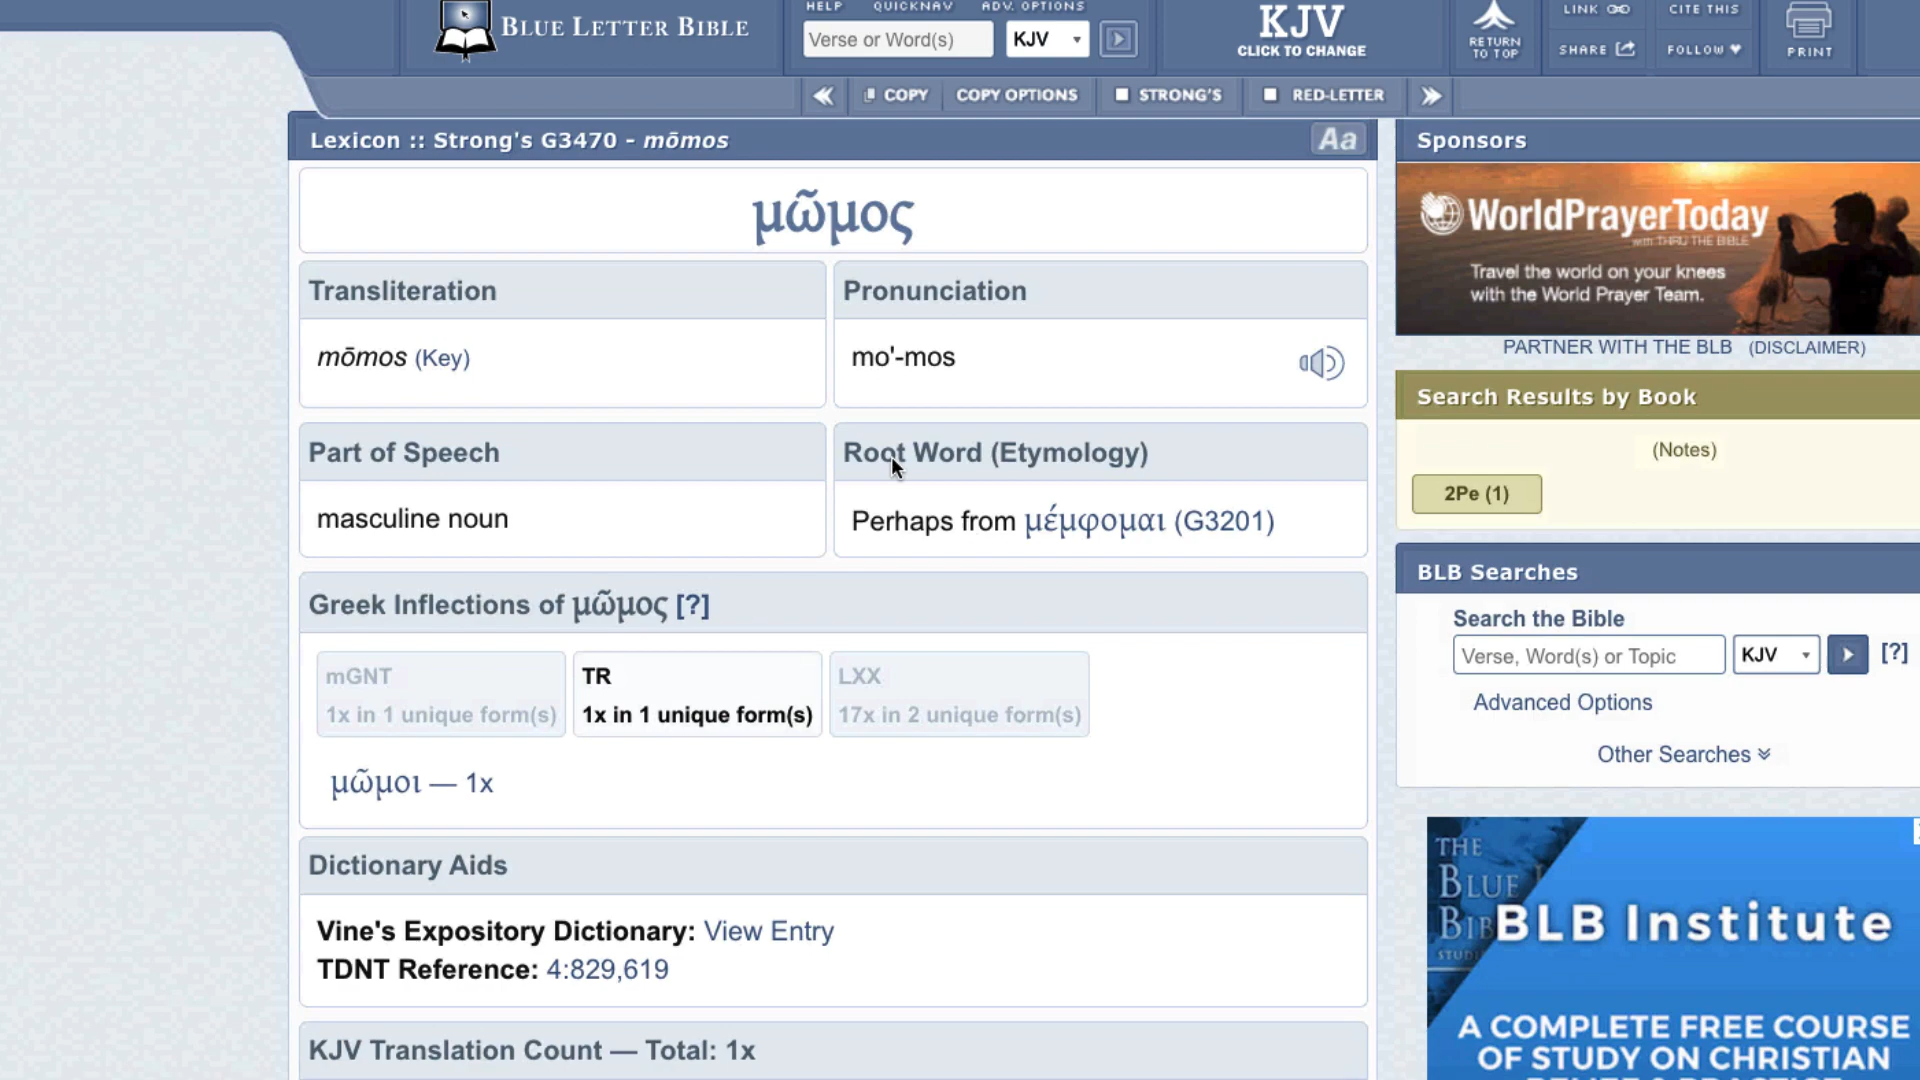 BLUE LETTER BIBLE
HELP QUICKNAV ADV. OPTIONS
Verse or Word(s)
KJV
KJV
CLICK TO CHANGE
RETURN
TO TOP
LINK
CITE THIS
SHARE
FOLLOW
PRINT
COPY
COPY OPTIONS
STRONG'S
RED-LETTER
Lexicon :: Strong's G3470 - mōmos
Aa
μῶμος
Transliteration
mōmos (Key)
Pronunciation
mo'-mos
Part of Speech
masculine noun
Root Word (Etymology)
Perhaps from μέμφομαι (G3201)
Greek Inflections of μῶμος [?]
mGNT
1x in 1 unique form(s)
TR
1x in 1 unique form(s)
LXX
17x in 2 unique form(s)
μῶμοι — 1x
Dictionary Aids
Vine's Expository Dictionary: View Entry
TDNT Reference: 4:829,619
KJV Translation Count — Total: 1x
Sponsors
WorldPrayerToday
with THRU THE BIBLE
Travel the world on your knees
with the World Prayer Team.
PARTNER WITH THE BLB (DISCLAIMER)
Search Results by Book
(Notes)
2Pe (1)
BLB Searches
Search the Bible
Verse, Word(s) or Topic
KJV
[?]
Advanced Options
Other Searches
THE
BLUE
BIB
STUD
BLB Institute
A COMPLETE FREE COURSE
OF STUDY ON CHRISTIAN